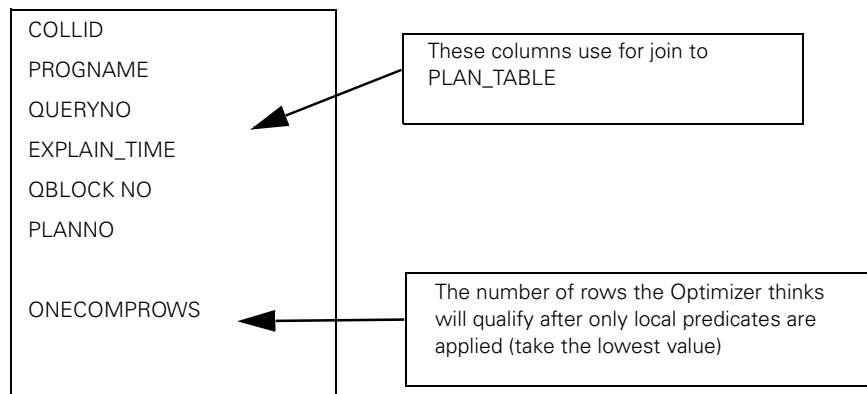 COLLID
PROGNAME
QUERYNO
EXPLAIN_TIME
QBLOCK NO
PLANNO
ONECOMPROWS
These columns use for join to
PLAN_TABLE
The number of rows the Optimizer thinks
will qualify after only local predicates are
applied (take the lowest value)